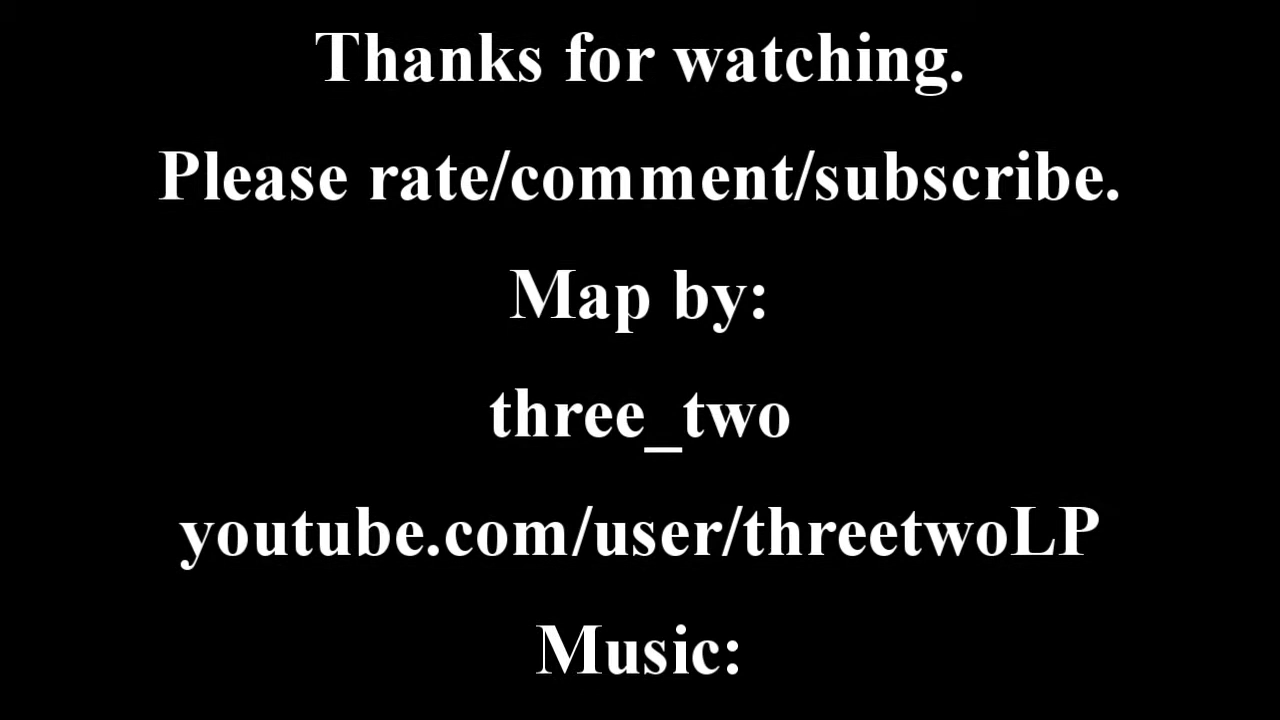 Thanks for watching.
Please rate/comment/subscribe.
Map by:
three_two
youtube.com/user/threetwoLP
Music: